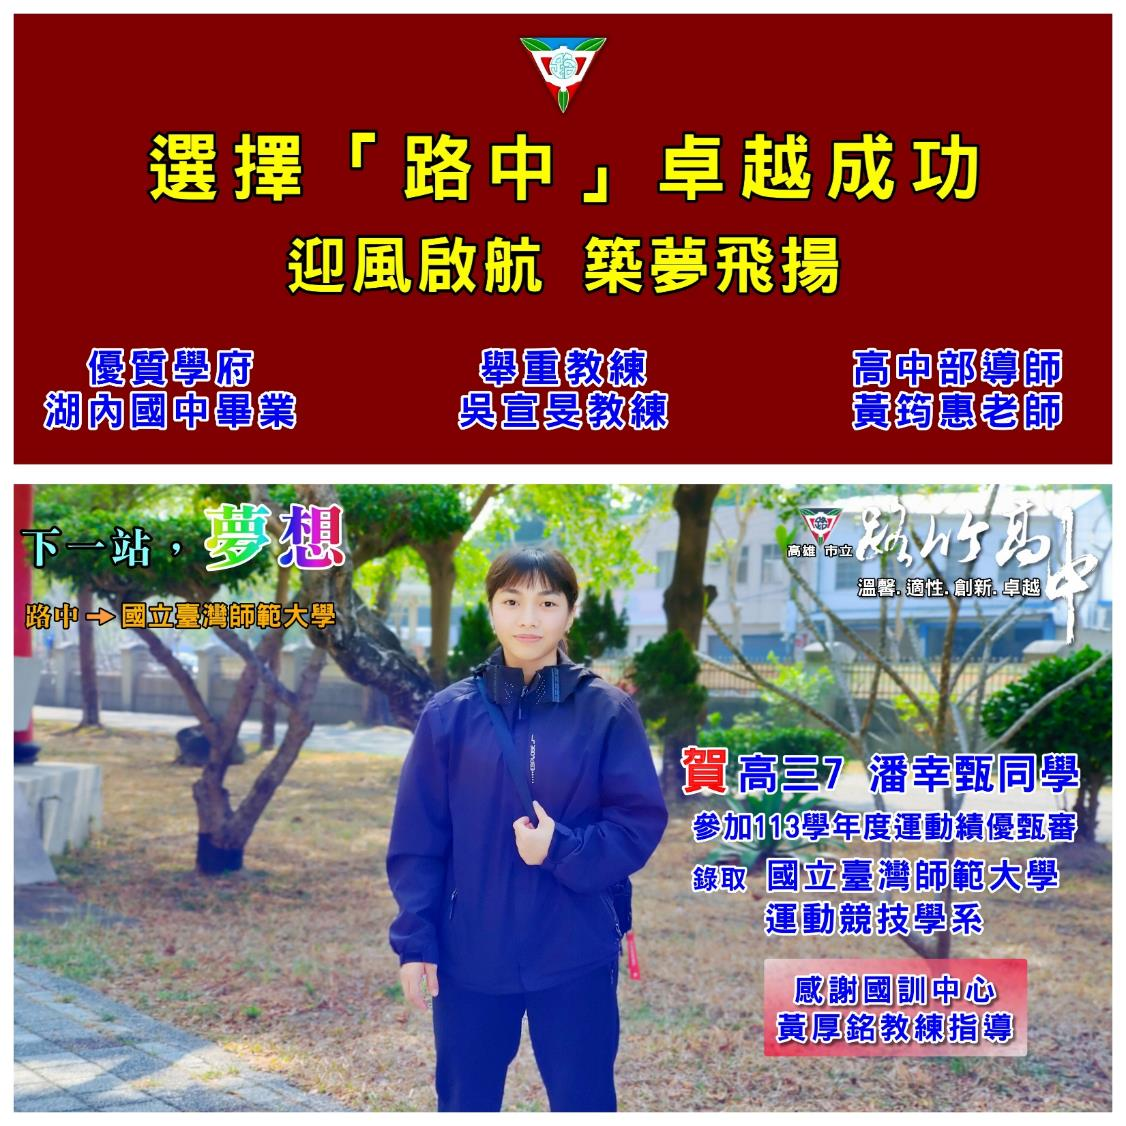 選擇「路中」卓越成功
迎風啟航 築夢飛揚
優質學府
湖內國中畢業
舉重教練
吳宣旻教練
高中部導師
黃筠惠老師
下一站，夢想
路中→國立臺灣師範大學
高雄 市立 路竹高中
溫馨.適性.創新.卓越
賀 高三7 潘幸甄同學
參加113學年度運動績優甄審
錄取 國立臺灣師範大學
運動競技學系
感謝國訓中心
黃厚銘教練指導